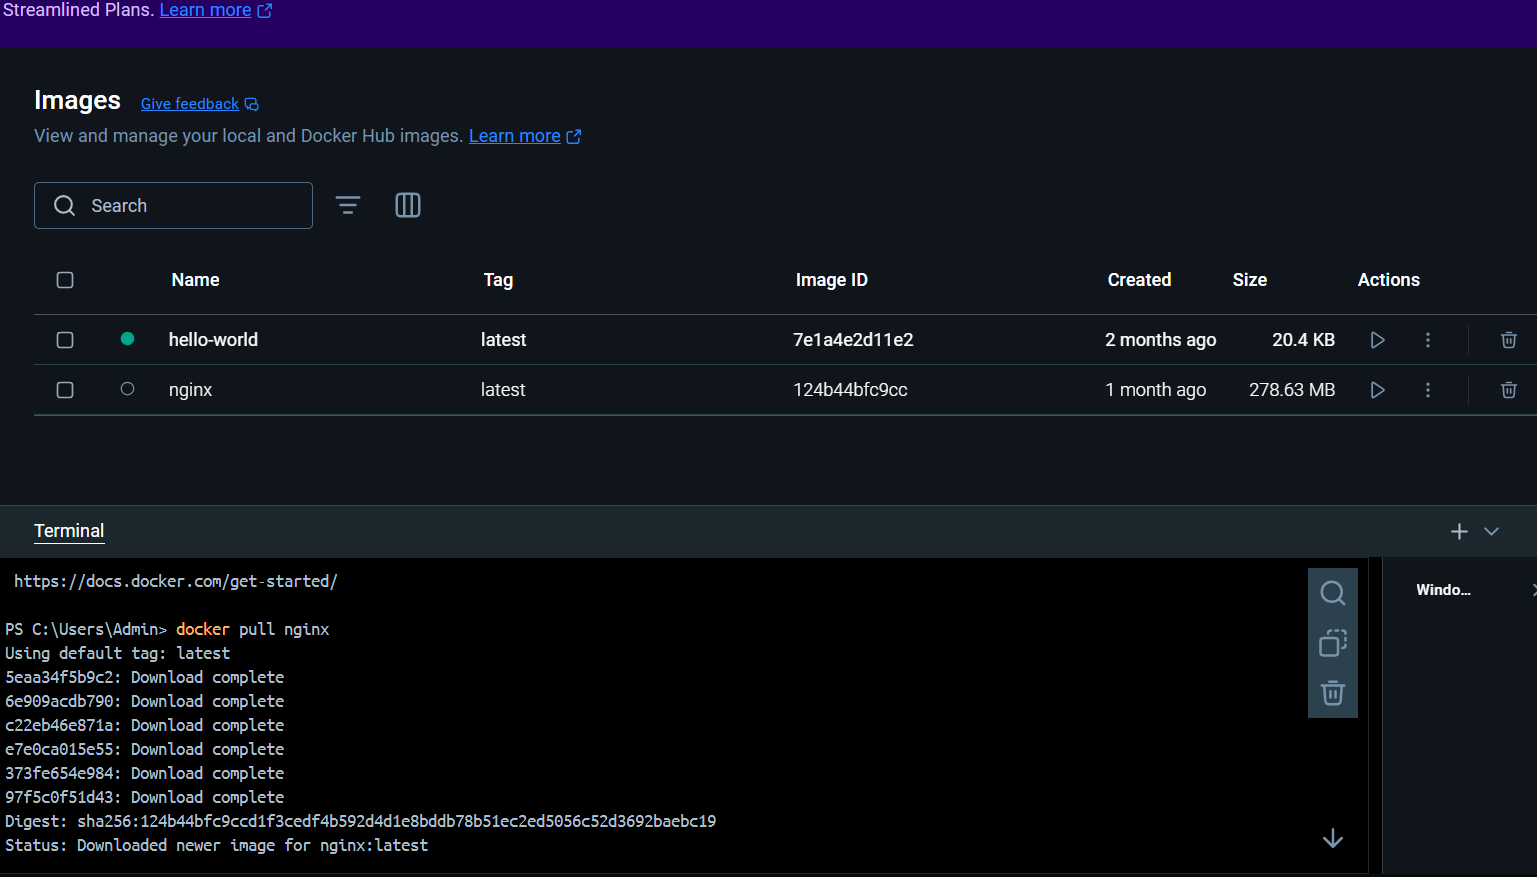 Streamlined Plans. Learn more
Images Give feedback
View and manage your local and Docker Hub images. Learn more
Search
Name Tag Image ID Created Size Actions
hello-world latest 7e1a4e2d11e2 2 months ago 20.4 KB
nginx latest 124b44bfc9cc 1 month ago 278.63 MB
Terminal
Windo...
https://docs.docker.com/get-started/
PS C:\Users\Admin> docker pull nginx
Using default tag: latest
5eaa34f5b9c2: Download complete
6e909acdb790: Download complete
c22eb46e871a: Download complete
e7e0ca015e55: Download complete
373fe654e984: Download complete
97f5c0f51d43: Download complete
Digest: sha256:124b44bfc9ccd1f3cedf4b592d4d1e8bddb78b51ec2ed5056c52d3692baebc19
Status: Downloaded newer image for nginx:latest